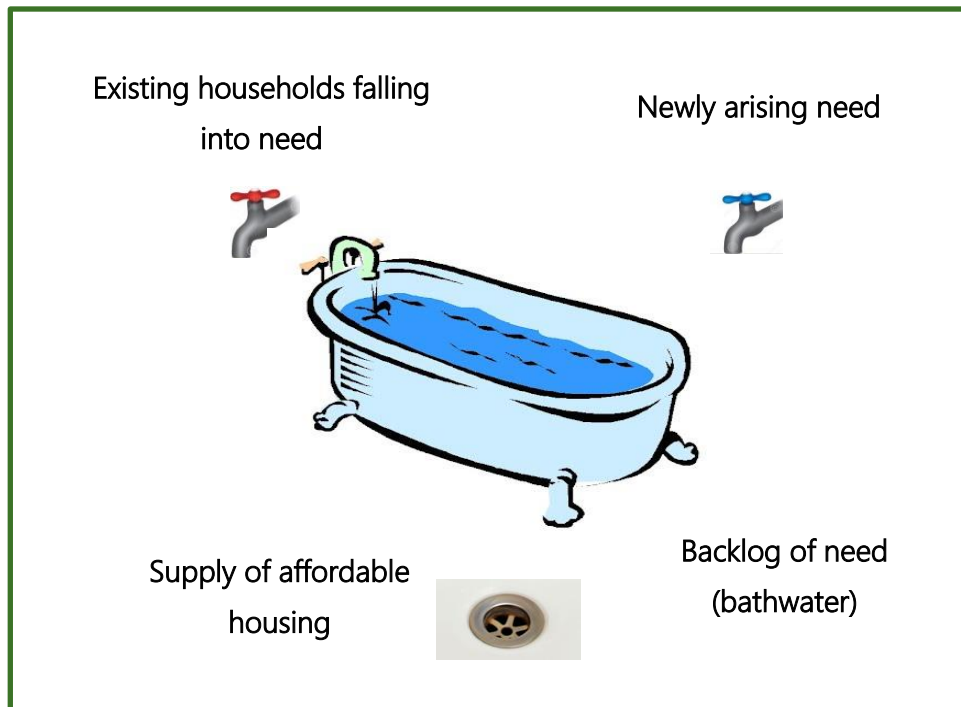 Existing households falling
into need
Newly arising need
Supply of affordable
housing
Backlog of need
(bathwater)